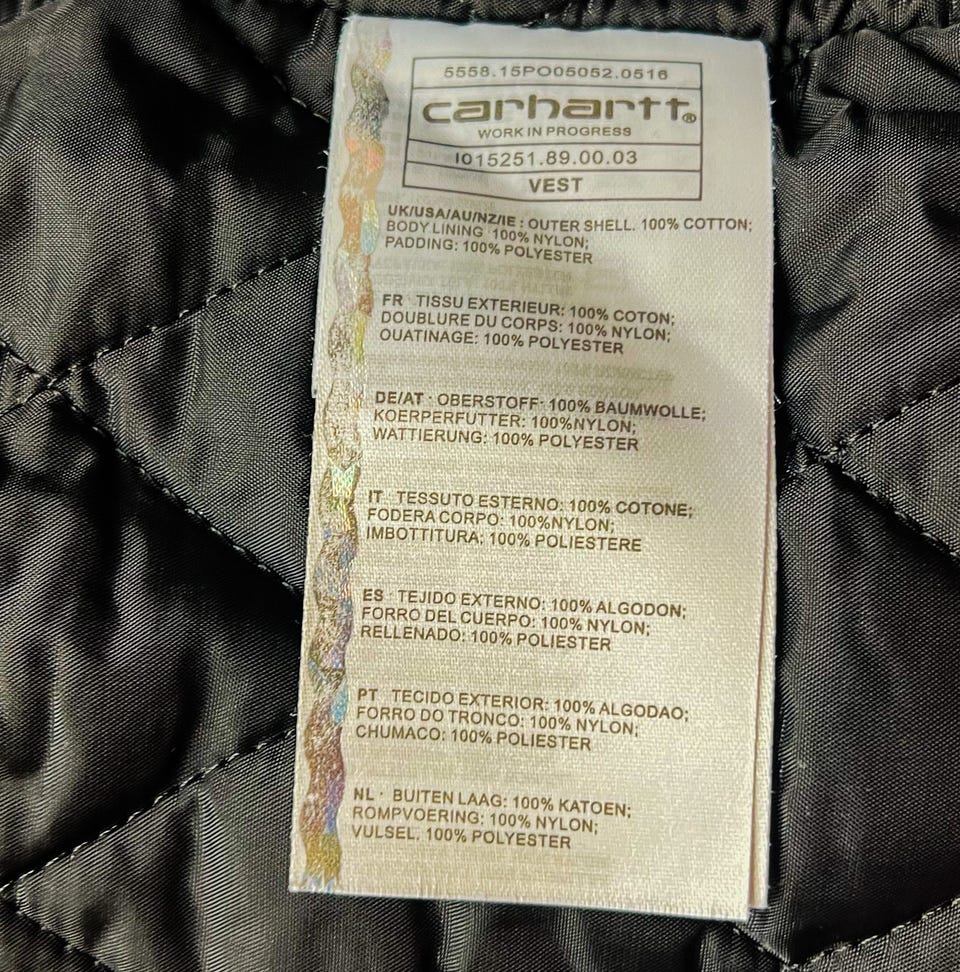 5558.15PO05052.0516
carhartt®
WORK IN PROGRESS
I015251.89.00.03
VEST
UK/USA/AU/NZ/IE : OUTER SHELL. 100% COTTON;
BODY LINING 100% NYLON;
PADDING: 100% POLYESTER
FR · TISSU EXTERIEUR: 100% COTON;
DOUBLURE DU CORPS: 100% NYLON;
OUATINAGE: 100% POLYESTER
DE/AT · OBERSTOFF· 100% BAUMWOLLE;
KOERPERFUTTER: 100%NYLON;
WATTIERUNG: 100% POLYESTER
IT TESSUTO ESTERNO: 100% COTONE;
FODERA CORPO: 100%NYLON;
IMBOTTITURA: 100% POLIESTERE
ES · TEJIDO EXTERNO: 100% ALGODON;
FORRO DEL CUERPO: 100% NYLON;
RELLENADO: 100% POLIESTER
PT TECIDO EXTERIOR: 100% ALGODAO;
FORRO DO TRONCO: 100% NYLON;
CHUMACO: 100% POLIESTER
NL · BUITEN LAAG: 100% KATOEN;
ROMPVOERING: 100% NYLON;
VULSEL. 100% POLYESTER